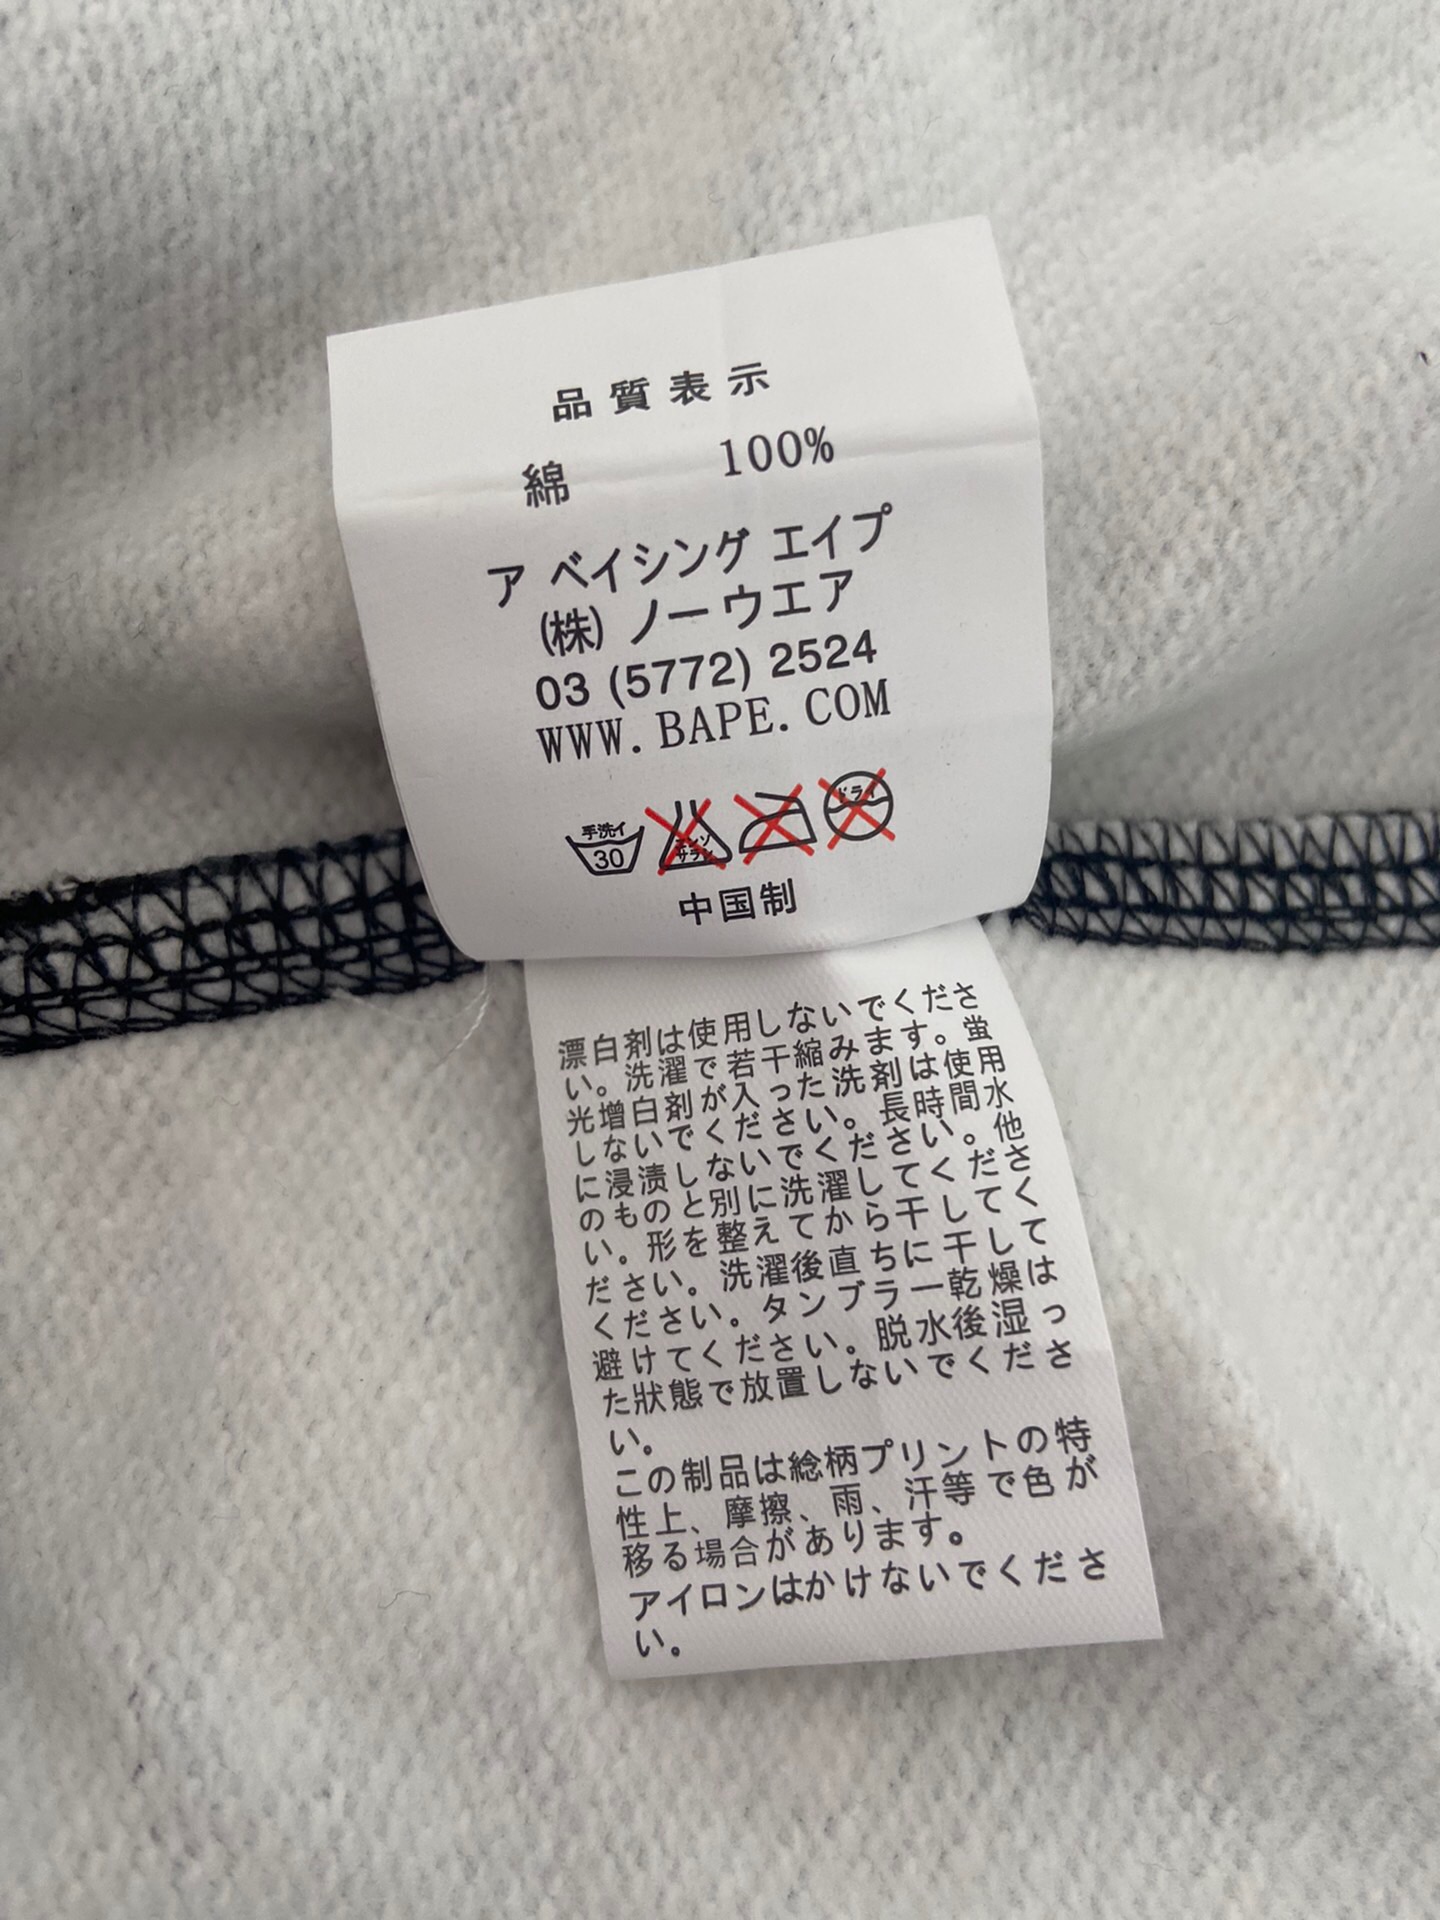 品質表示
綿 100%
ア ベイシング エイプ
(株) ノーウエア
03 (5772) 2524
WWW.BAPE.COM
手洗イ
30
サラシ
ドライ
中国制
漂白剤は使用しないでくださ
い。洗濯で若干縮みます。蛍
光増白剤が入った洗剤は使用
しないでください。長時間水
に浸漬しないでください。他
のものと別に洗濯してくださ
い。形を整えてから干してく
ださい。洗濯後直ちに干して
ください。タンブラー乾燥は
避けてください。脱水後湿っ
た狀態で放置しないでくださ
い。
この制品は総柄プリントの特
性上、摩擦、雨、汗等で色が
移る場合があります。
アイロンはかけないでくださ
い。